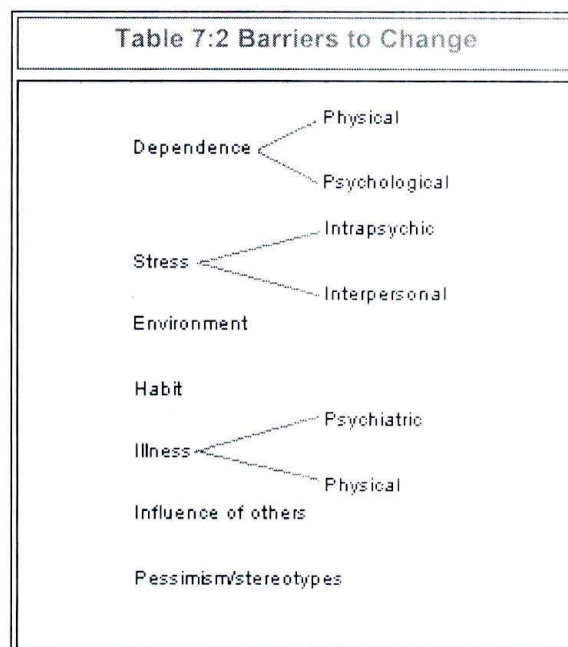 Table 7:2 Barriers to Change
Physical
Dependence
Psychological
Intrapsychic
Stress
Interpersonal
Environment
Habit
Psychiatric
Illness
Physical
Influence of others
Pessimism/stereotypes